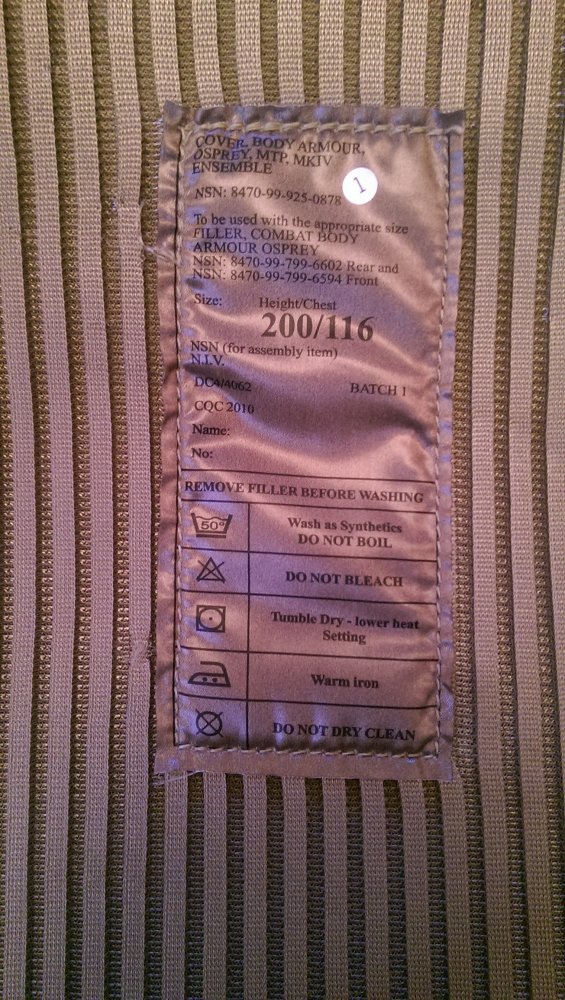 COVER, BODY ARMOUR,
OSPREY, MTP, MKIV
ENSEMBLE
1
NSN: 8470-99-925-0878
To be used with the appropriate size
FILLER, COMBAT BODY
ARMOUR OSPREY
NSN: 8470-99-799-6602 Rear and
NSN: 8470-99-799-6594 Front
Size: Height/Chest
200/116
NSN (for assembly item)
N.I.V.
DC4/4062 BATCH 1
CQC 2010
Name:
No:
REMOVE FILLER BEFORE WASHING
50° Wash as Synthetics
DO NOT BOIL
DO NOT BLEACH
Tumble Dry - lower heat
Setting
Warm iron
DO NOT DRY CLEAN